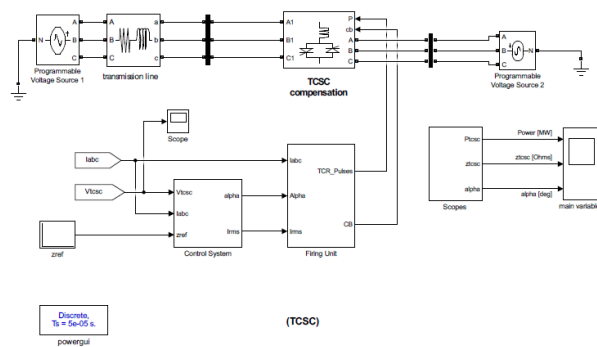 A A a A1 P
cb
N B B b B1 A A
B B N
C C c C1 C C
Programmable
Voltage Source 1
transmission line
TCSC
compensation
Programmable
Voltage Source 2
Scope
Iabc
Vtcsc
zref
Vtcsc alpha
Iabc
zref Irms
Control System
Iabc
TCR_Pulses
Alpha
CB
Irms
Firing Unit
Ptcsc
ztcsc
alpha
Scopes
Power [MW]
ztcsc [Ohms]
alpha [deg]
main variable
Discrete,
Ts = 5e-05 s.
powergui
(TCSC)